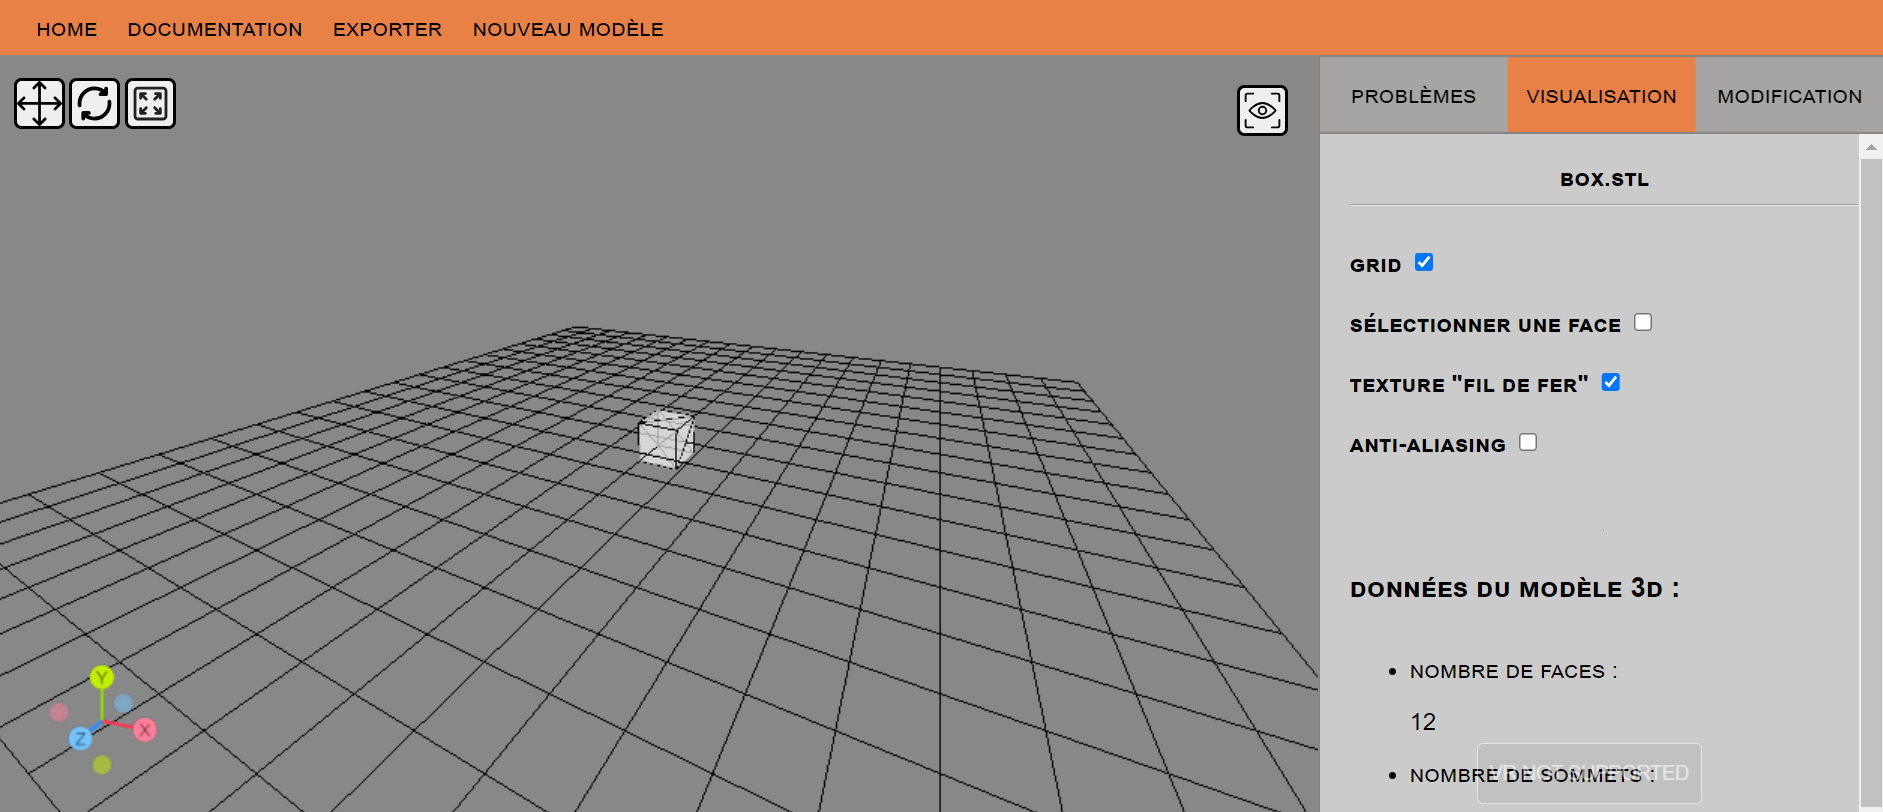 HOME DOCUMENTATION EXPORTER NOUVEAU MODÈLE
PROBLÈMES VISUALISATION MODIFICATION
BOX.STL
GRID
SÉLECTIONNER UNE FACE
TEXTURE "FIL DE FER"
ANTI-ALIASING
DONNÉES DU MODÈLE 3D :
NOMBRE DE FACES :
12
NOMBRE DE SOMMETS :
VR NOT SUPPORTED
Y
X
Z